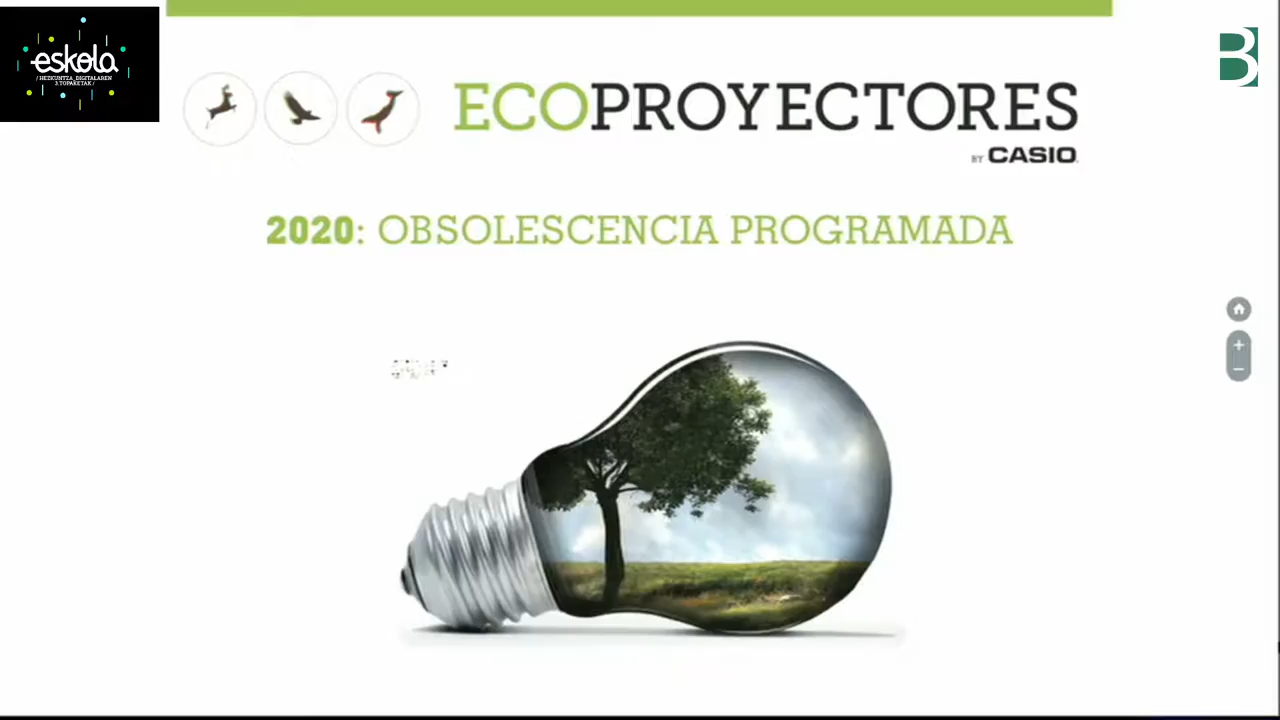 eskola
/ HEZKUNTZA_DIGITALAREN
3.TOPAKETAK /
B
ECOPROYECTORES
BY CASIO
2020: OBSOLESCENCIA PROGRAMADA